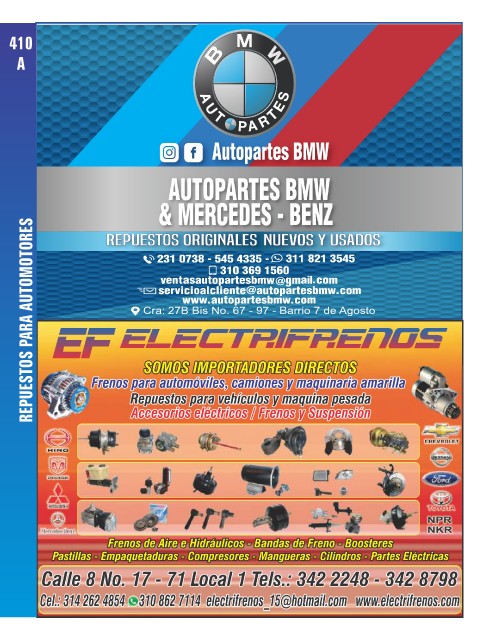 410
A
REPUESTOS PARA AUTOMOTORES
BMW
AUTOPARTES
Autopartes BMW
AUTOPARTES BMW
& MERCEDES - BENZ
REPUESTOS ORIGINALES NUEVOS Y USADOS
231 0738 - 545 4335 - 311 821 3545
310 369 1560
ventasautopartesbmw@gmail.com
servicioalcliente@autopartesbmw.com
www.autopartesbmw.com
Cra: 27B Bis No. 67 - 97 - Barrio 7 de Agosto
EF ELECTRIFRENOS
SOMOS IMPORTADORES DIRECTOS
Frenos para automóviles, camiones y maquinaria amarilla
Repuestos para vehículos y maquina pesada
Accesorios eléctricos / Frenos y Suspensión
HINO
DODGE
MITSUBISHI
Mercedes-Benz
CHEVROLET
NISSAN
Ford
TOYOTA
NPR
NKR
Frenos de Aire e Hidráulicos - Bandas de Freno - Boosteres
Pastillas - Empaquetaduras - Compresores - Mangueras - Cilindros - Partes Eléctricas
Calle 8 No. 17 - 71 Local 1 Tels.: 342 2248 - 342 8798
Cel.: 314 262 4854 310 862 7114 electrifrenos_15@hotmail.com www.electrifrenos.com